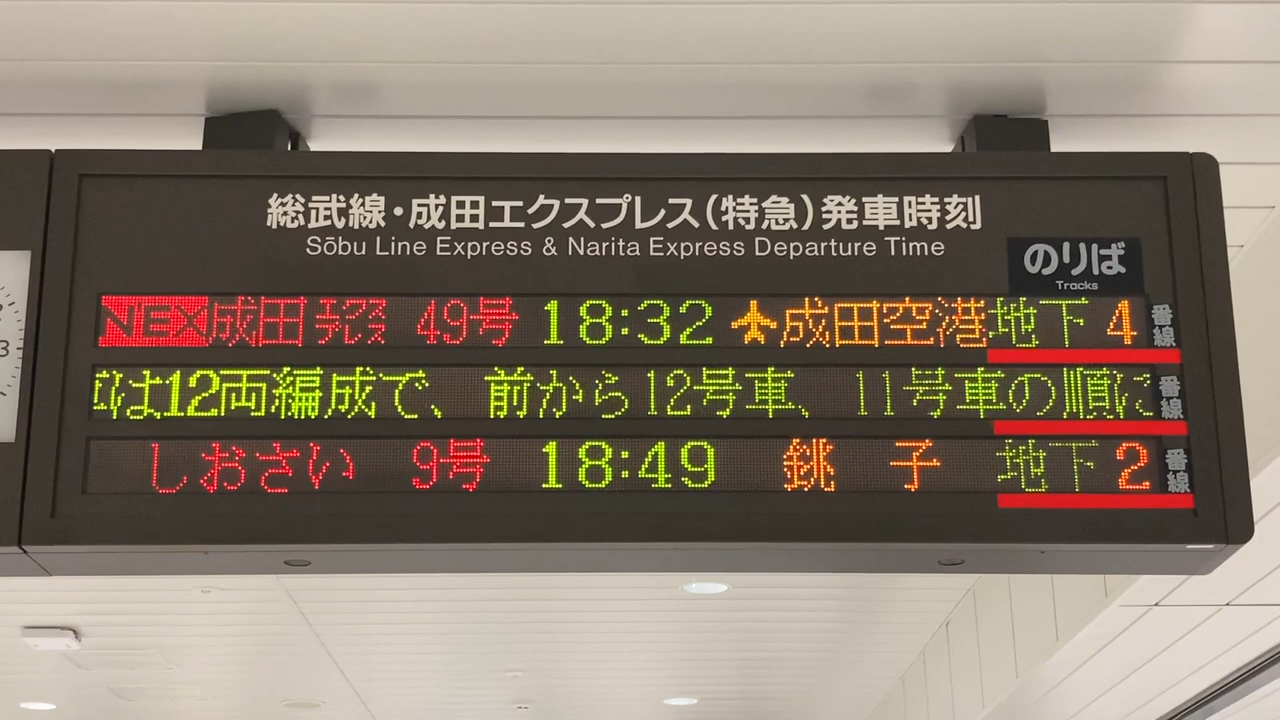 総武線・成田エクスプレス(特急)発車時刻
Sōbu Line Express & Narita Express Departure Time
のりば
Tracks
NEX成田エクスプレス 49号 18:32 ✈成田空港 地下 4 番線
は12両編成で、前から12号車、11号車の順に 番線
しおさい 9号 18:49 銚 子 地下 2 番線
3